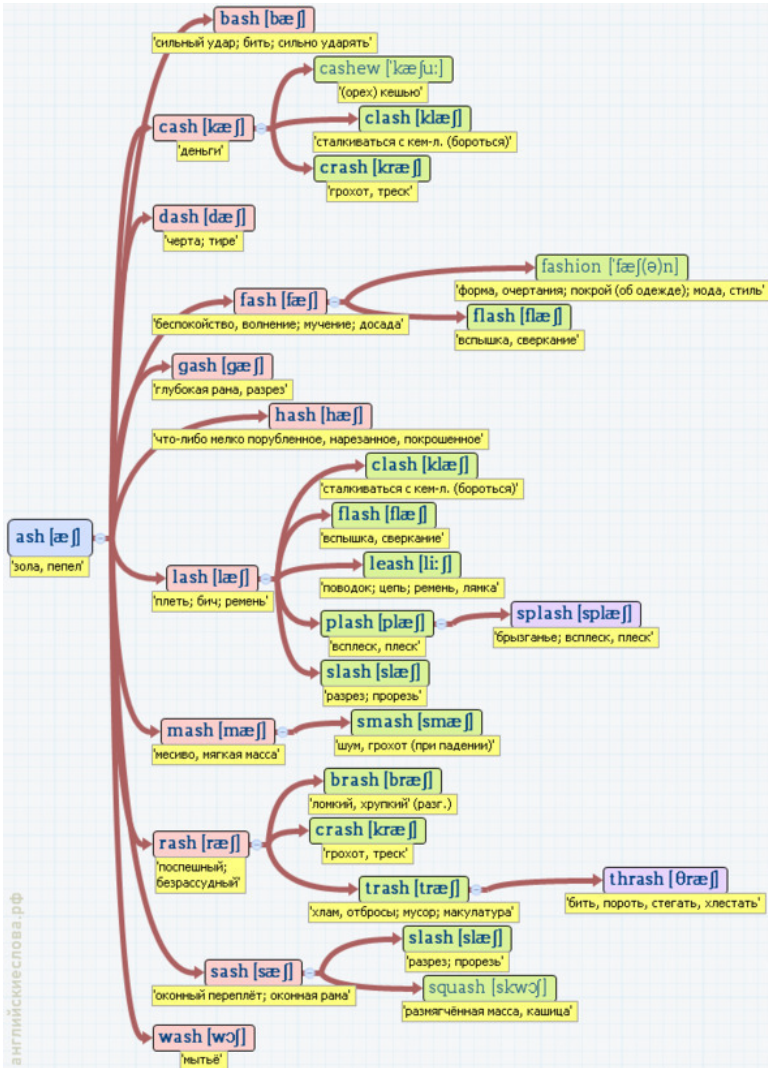 bash [bæʃ]
'сильный удар; бить; сильно ударять'
cashew ['kæʃu:]
'(орех) кешью'
cash [kæʃ]
'деньги'
clash [klæʃ]
'сталкиваться с кем-л. (бороться)'
crash [kræʃ]
'грохот, треск'
dash [dæʃ]
'черта; тире'
fashion ['fæʃ(ə)n]
'форма, очертания; покрой (об одежде); мода, стиль'
fash [fæʃ]
'беспокойство, волнение; мучение; досада'
flash [flæʃ]
'вспышка, сверкание'
gash [gæʃ]
'глубокая рана, разрез'
hash [hæʃ]
'что-либо мелко порубленное, нарезанное, покрошенное'
clash [klæʃ]
'сталкиваться с кем-л. (бороться)'
flash [flæʃ]
'вспышка, сверкание'
ash [æʃ]
'зола, пепел'
leash [li:ʃ]
'поводок; цепь; ремень, лямка'
lash [læʃ]
'плеть; бич; ремень'
plash [plæʃ]
'всплеск, плеск'
splash [splæʃ]
'брызганье; всплеск, плеск'
slash [slæʃ]
'разрез; прорезь'
mash [mæʃ]
'месиво, мягкая масса'
smash [smæʃ]
'шум, грохот (при падении)'
brash [bræʃ]
'ломкий, хрупкий' (разг.)
rash [ræʃ]
'поспешный;
безрассудный'
crash [kræʃ]
'грохот, треск'
trash [træʃ]
'хлам, отбросы; мусор; макулатура'
thrash [θræʃ]
'бить, пороть, стегать, хлестать'
slash [slæʃ]
'разрез; прорезь'
sash [sæʃ]
'оконный переплёт; оконная рама'
squash [skwɔʃ]
'размягчённая масса, кашица'
wash [wɔʃ]
'мытьё'
английскиеслова.рф